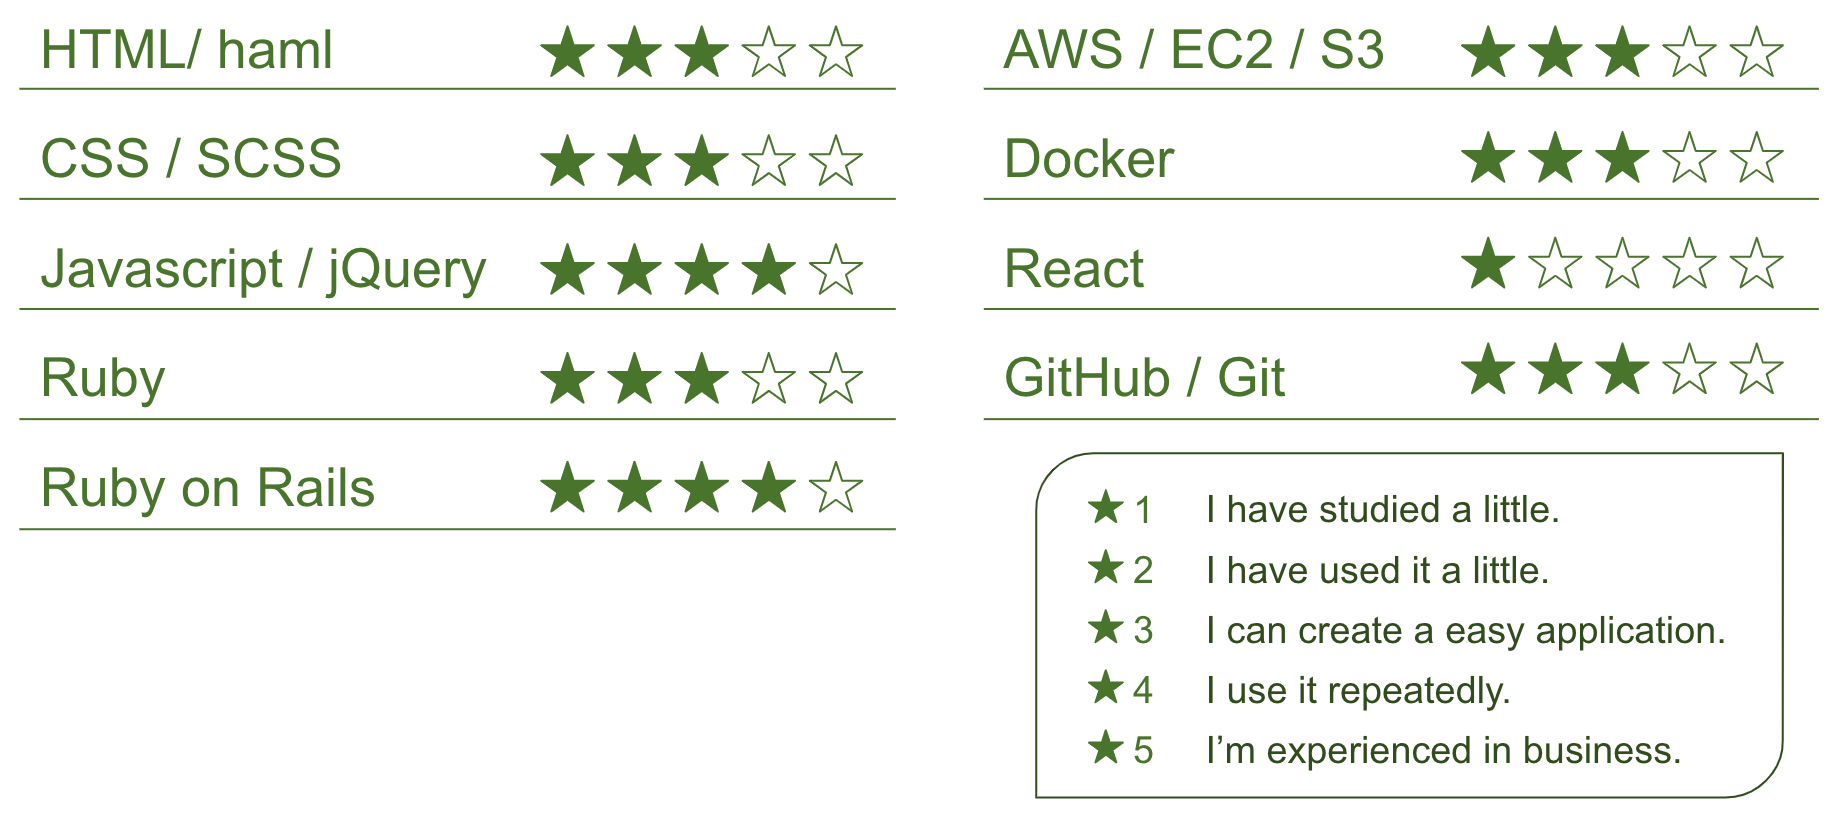 HTML/ haml ★★★☆☆
CSS / SCSS ★★★☆☆
Javascript / jQuery ★★★★☆
Ruby ★★★☆☆
Ruby on Rails ★★★★☆
AWS / EC2 / S3 ★★★☆☆
Docker ★★★☆☆
React ★☆☆☆☆
GitHub / Git ★★★☆☆
★ 1 I have studied a little.
★ 2 I have used it a little.
★ 3 I can create a easy application.
★ 4 I use it repeatedly.
★ 5 I’m experienced in business.